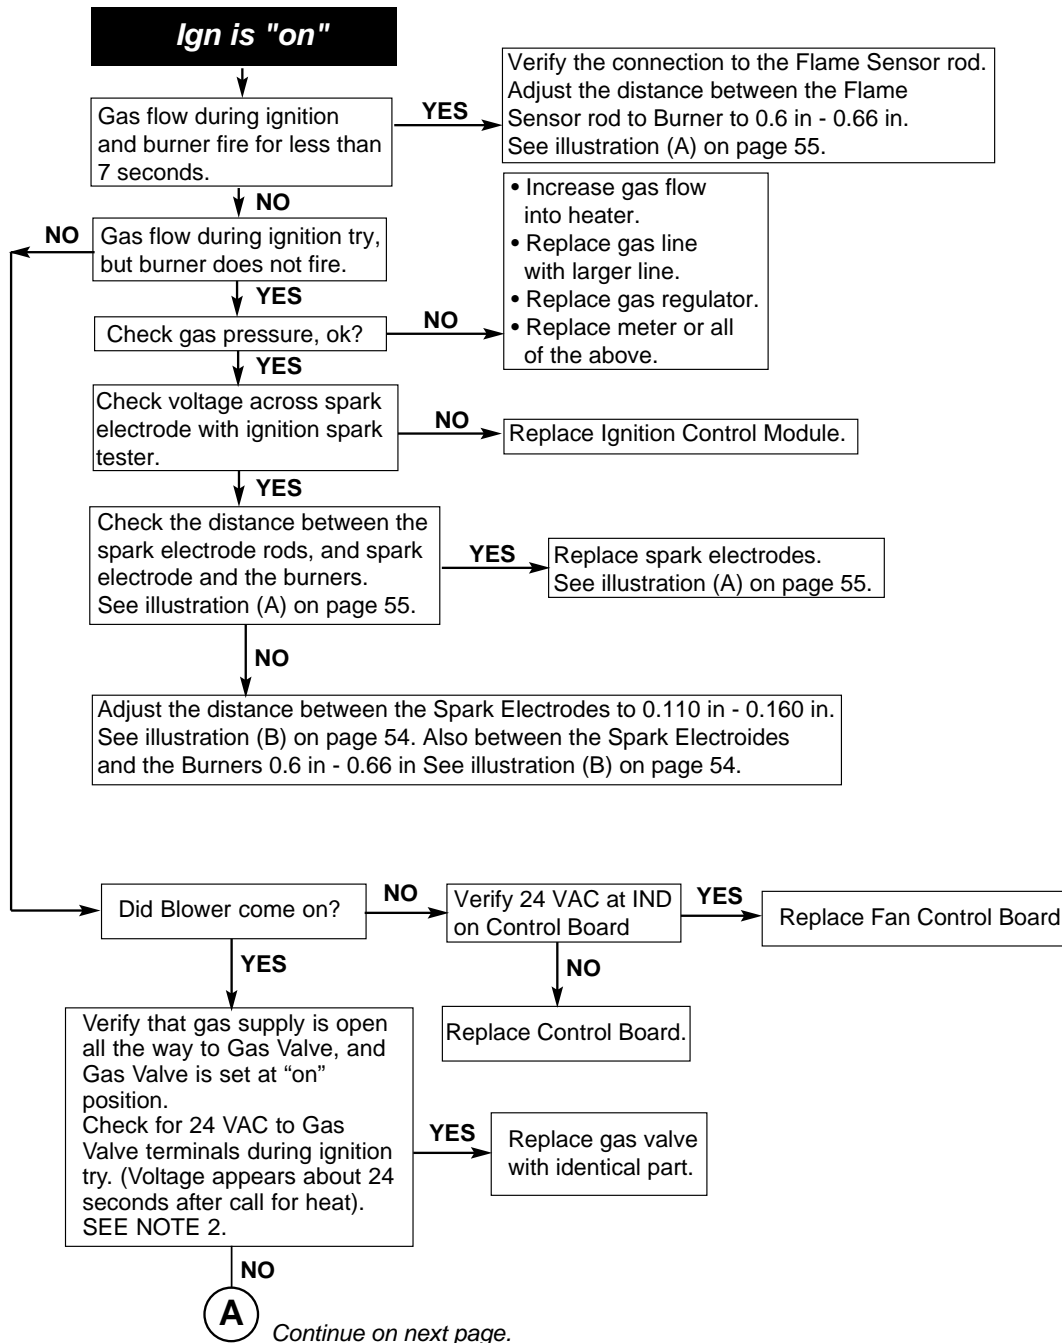 Ign is "on"
Gas flow during ignition
and burner fire for less than
7 seconds.
YES
Verify the connection to the Flame Sensor rod.
Adjust the distance between the Flame
Sensor rod to Burner to 0.6 in - 0.66 in.
See illustration (A) on page 55.
NO
NO
Gas flow during ignition try,
but burner does not fire.
YES
Check gas pressure, ok?
NO
• Increase gas flow
into heater.
• Replace gas line
with larger line.
• Replace gas regulator.
• Replace meter or all
of the above.
YES
Check voltage across spark
electrode with ignition spark
tester.
NO
Replace Ignition Control Module.
YES
Check the distance between the
spark electrode rods, and spark
electrode and the burners.
See illustration (A) on page 55.
YES
Replace spark electrodes.
See illustration (A) on page 55.
NO
Adjust the distance between the Spark Electrodes to 0.110 in - 0.160 in.
See illustration (B) on page 54. Also between the Spark Electroides
and the Burners 0.6 in - 0.66 in See illustration (B) on page 54.
Did Blower come on?
NO
Verify 24 VAC at IND
on Control Board
YES
Replace Fan Control Board
NO
Replace Control Board.
YES
Verify that gas supply is open
all the way to Gas Valve, and
Gas Valve is set at “on”
position.
Check for 24 VAC to Gas
Valve terminals during ignition
try. (Voltage appears about 24
seconds after call for heat).
SEE NOTE 2.
YES
Replace gas valve
with identical part.
NO
A
Continue on next page.